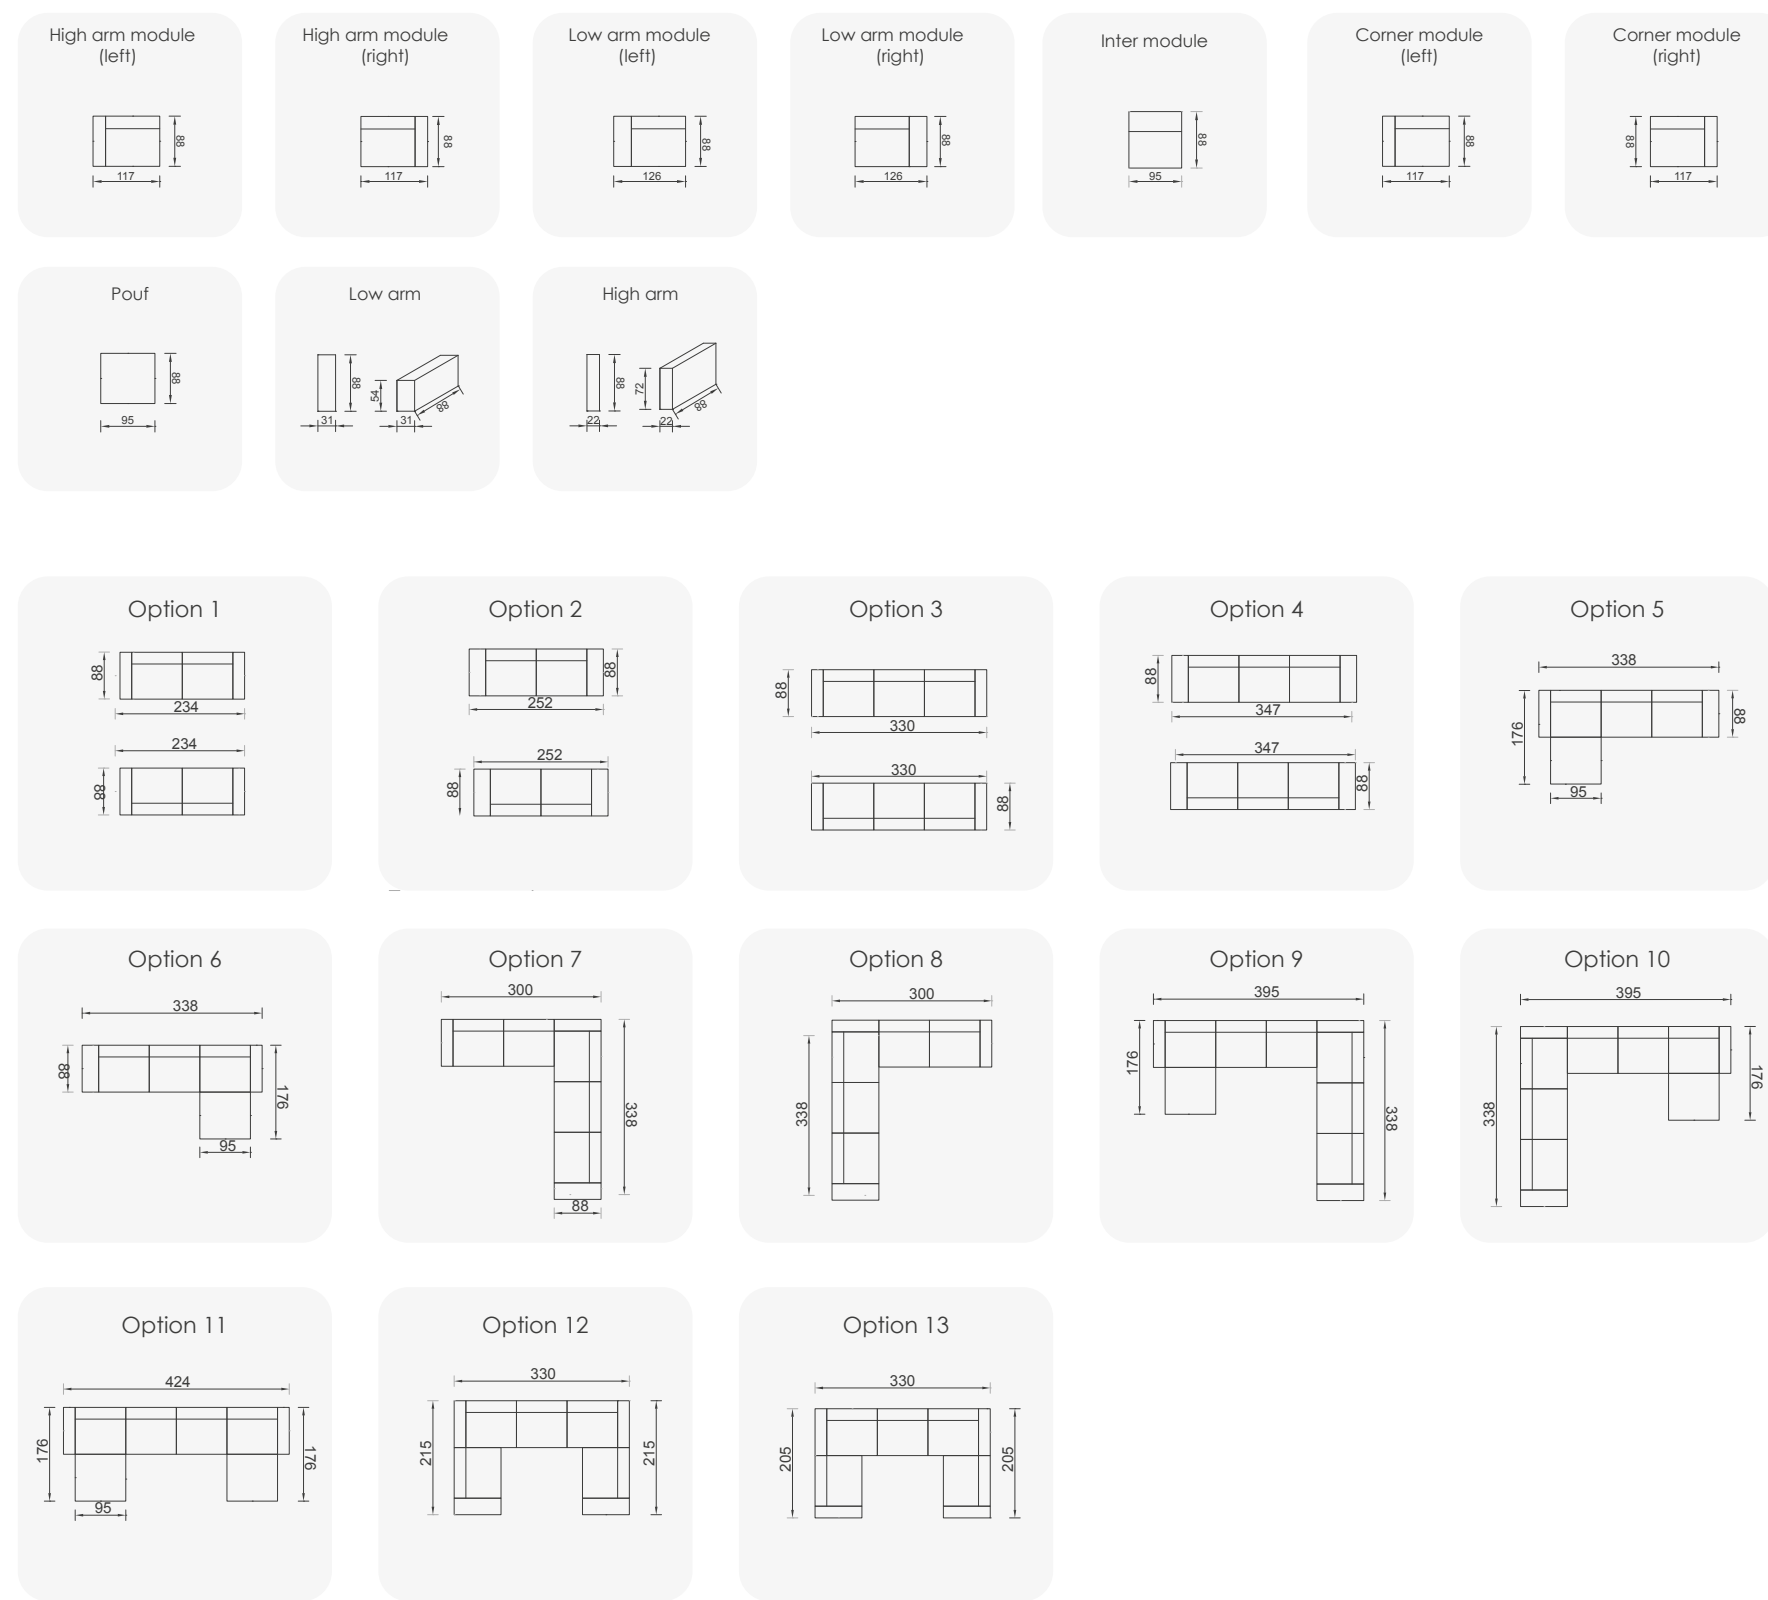 High arm module
(left)
High arm module
(right)
Low arm module
(left)
Low arm module
(right)
Inter module
Corner module
(left)
Corner module
(right)
88
117
88
117
88
126
88
126
88
95
88
117
88
117
Pouf
Low arm
High arm
88
95
88
31
54
31
88
88
22
72
22
88
Option 1
Option 2
Option 3
Option 4
Option 5
88
234
234
88
88
252
252
88
88
330
330
88
88
347
347
88
338
176
88
95
Option 6
Option 7
Option 8
Option 9
Option 10
338
88
176
95
300
338
88
300
338
395
176
338
395
338
176
Option 11
Option 12
Option 13
424
176
176
95
330
215
215
330
205
205